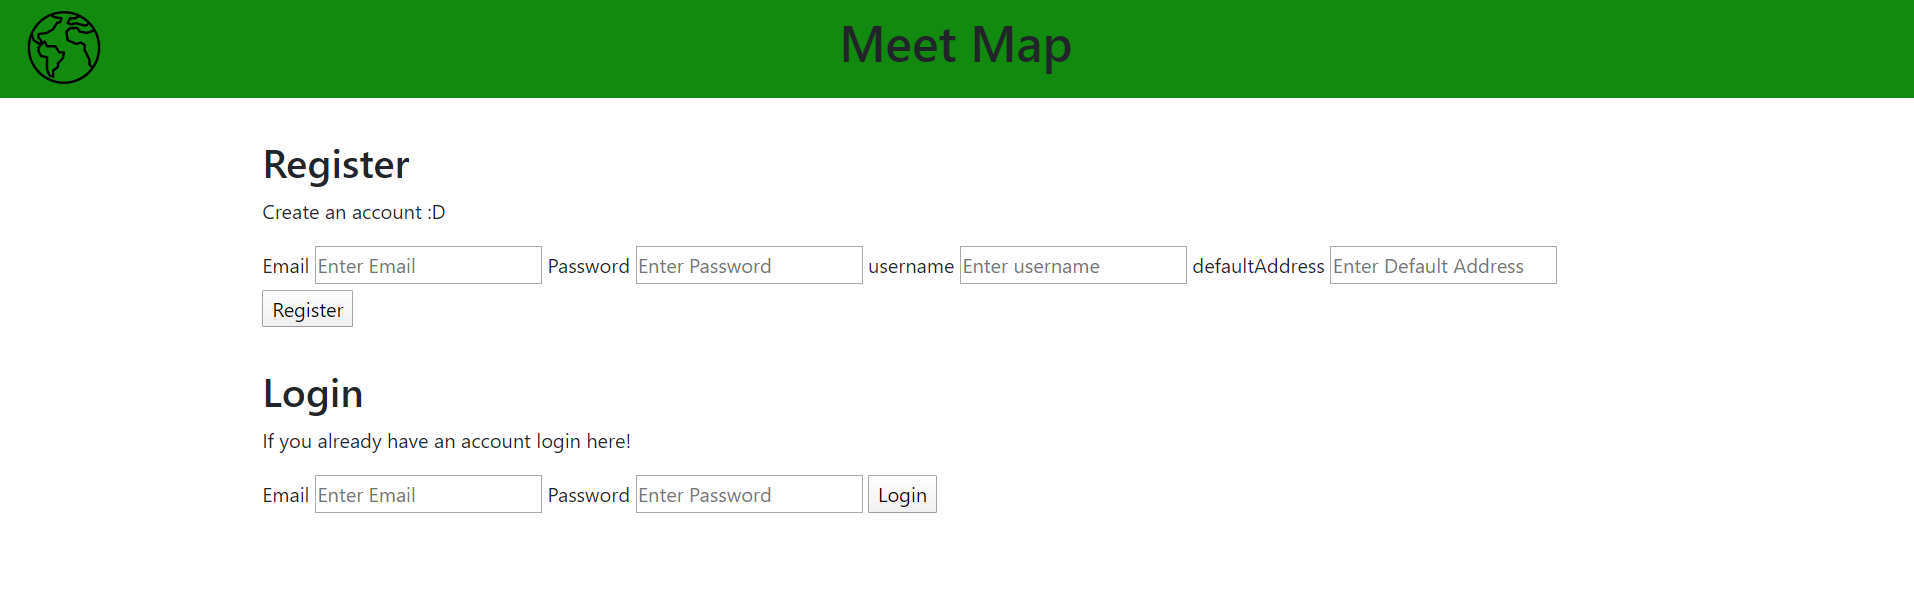 Meet Map
Register
Create an account :D
Email Enter Email Password Enter Password username Enter username defaultAddress Enter Default Address
Register
Login
If you already have an account login here!
Email Enter Email Password Enter Password Login